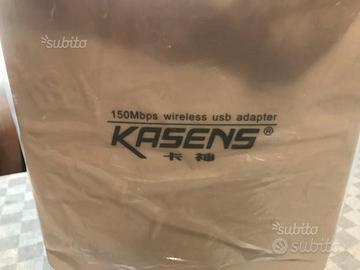 subito
150Mbps wireless usb adapter
KASENS®
卡神
subito
subito